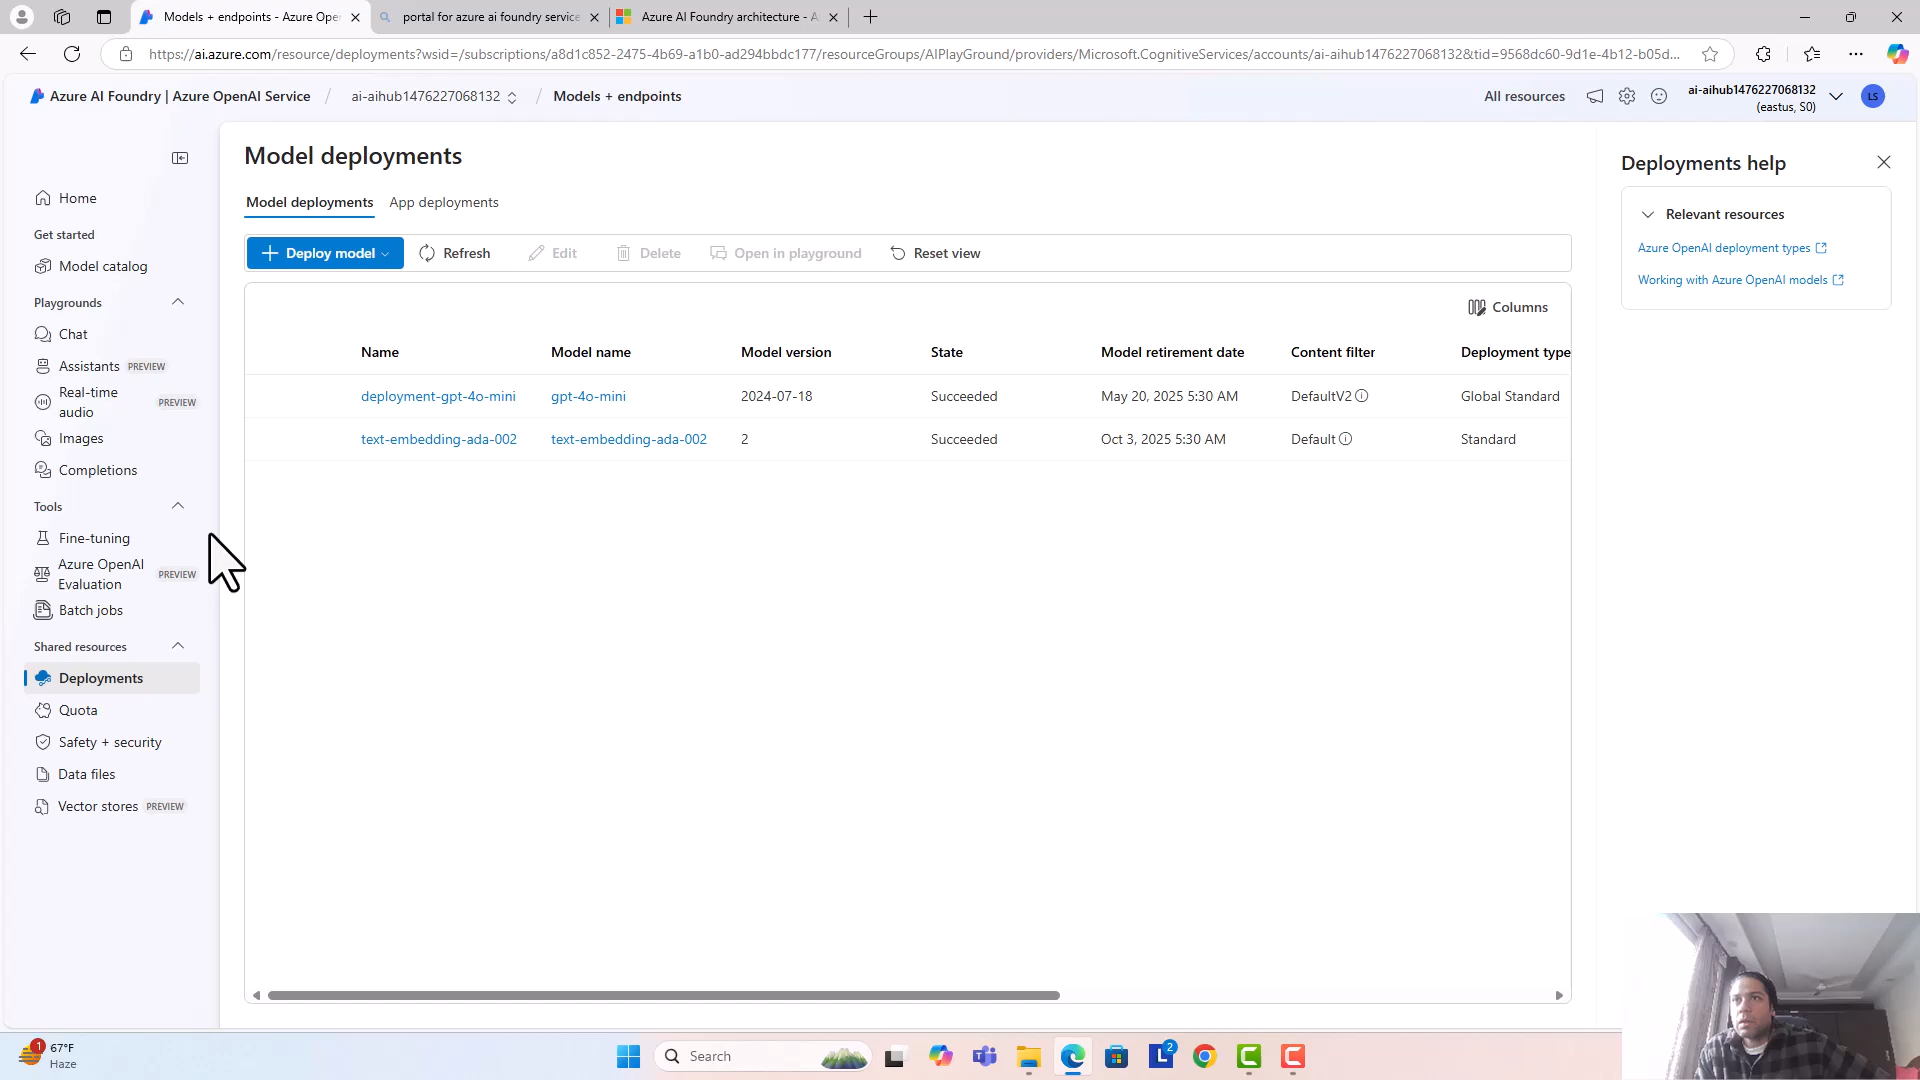 Models + endpoints - Azure Ope
portal for azure ai foundry service
Azure AI Foundry architecture - A
https://ai.azure.com/resource/deployments?wsid=/subscriptions/a8d1c852-2475-4b69-a1b0-ad294bbdc177/resourceGroups/AIPlayGround/providers/Microsoft.CognitiveServices/accounts/ai-aihub1476227068132&tid=9568dc60-9d1e-4b12-b05d...
Azure AI Foundry | Azure OpenAI Service / ai-aihub1476227068132 / Models + endpoints
All resources
ai-aihub1476227068132
(eastus, S0)
LS
Home
Get started
Model catalog
Playgrounds
Chat
Assistants PREVIEW
Real-time
audio
PREVIEW
Images
Completions
Tools
Fine-tuning
Azure OpenAI
Evaluation
PREVIEW
Batch jobs
Shared resources
Deployments
Quota
Safety + security
Data files
Vector stores PREVIEW
Model deployments
Model deployments App deployments
Deploy model Refresh Edit Delete Open in playground Reset view
Columns
Name Model name Model version State Model retirement date Content filter Deployment type
deployment-gpt-4o-mini gpt-4o-mini 2024-07-18 Succeeded May 20, 2025 5:30 AM DefaultV2 Global Standard
text-embedding-ada-002 text-embedding-ada-002 2 Succeeded Oct 3, 2025 5:30 AM Default Standard
Deployments help
Relevant resources
Azure OpenAI deployment types
Working with Azure OpenAI models
1
67°F
Haze
Search
L
2